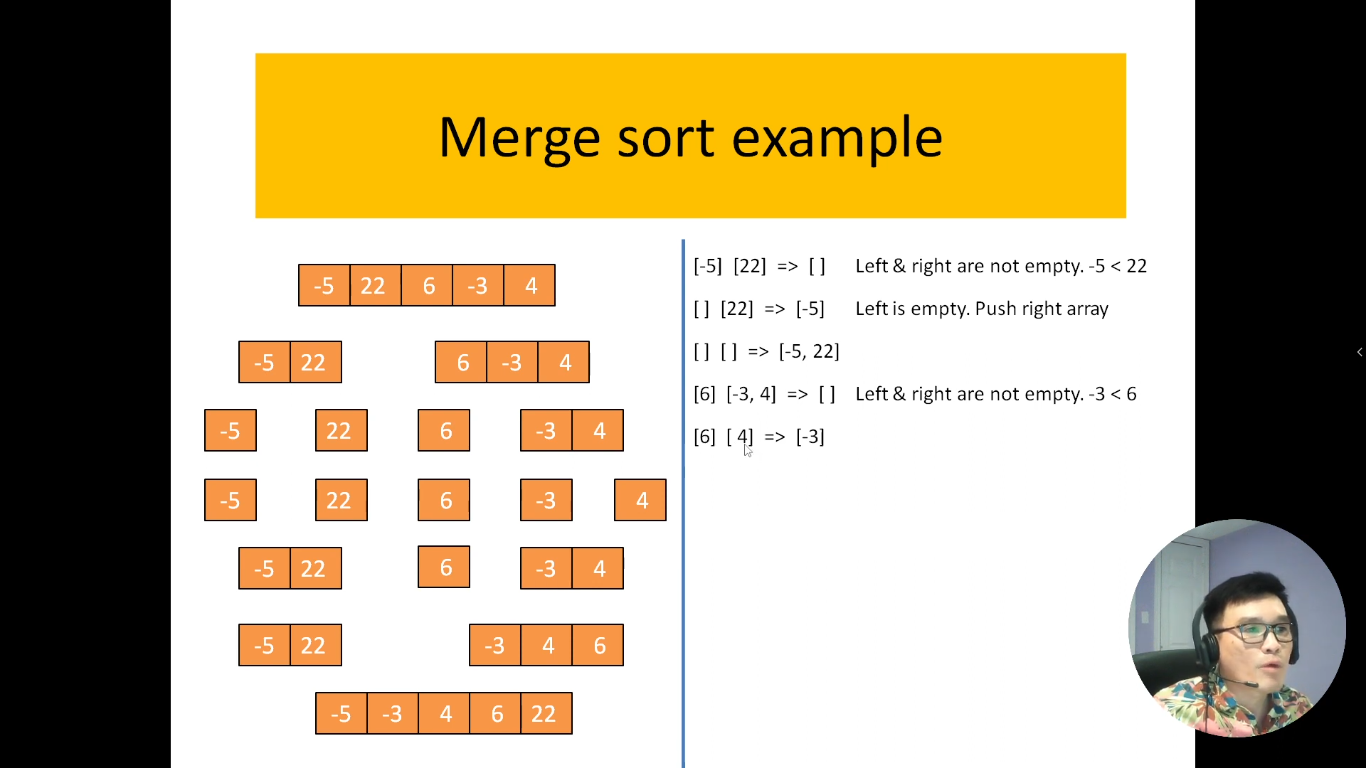 Merge sort example
-5 22 6 -3 4
-5 22 6 -3 4
-5 22 6 -3 4
-5 22 6 -3 4
-5 22 6 -3 4
-5 22 -3 4 6
-5 -3 4 6 22
[-5] [22] => [ ] Left & right are not empty. -5 < 22
[ ] [22] => [-5] Left is empty. Push right array
[ ] [ ] => [-5, 22]
[6] [-3, 4] => [ ] Left & right are not empty. -3 < 6
[6] [ 4] => [-3]